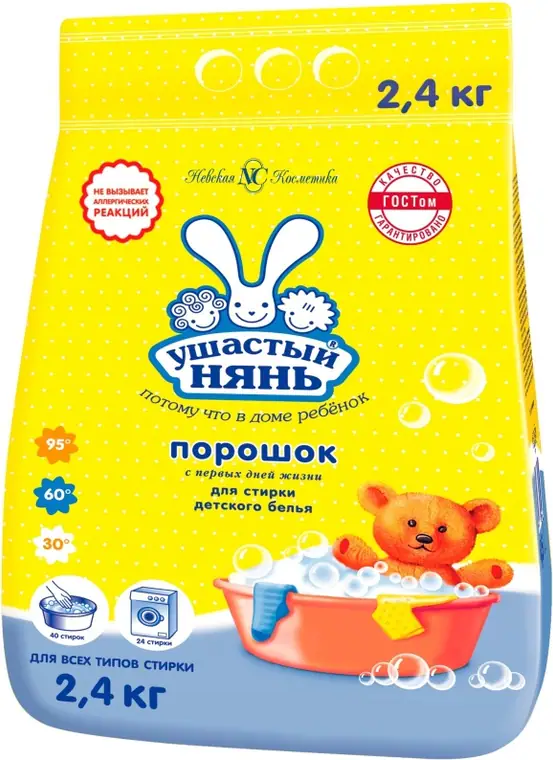 2,4 кг
Невская NC Косметика
НЕ ВЫЗЫВАЕТ
АЛЛЕРГИЧЕСКИХ
РЕАКЦИЙ
КАЧЕСТВО
ГОСТом
ГАРАНТИРОВАНО
УШАСТЫЙ®
НЯНЬ
потому что в доме ребёнок
порошок
с первых дней жизни
для стирки
детского белья
95°
60°
30°
40 стирок
24 стирки
ДЛЯ ВСЕХ ТИПОВ СТИРКИ
2,4 кг